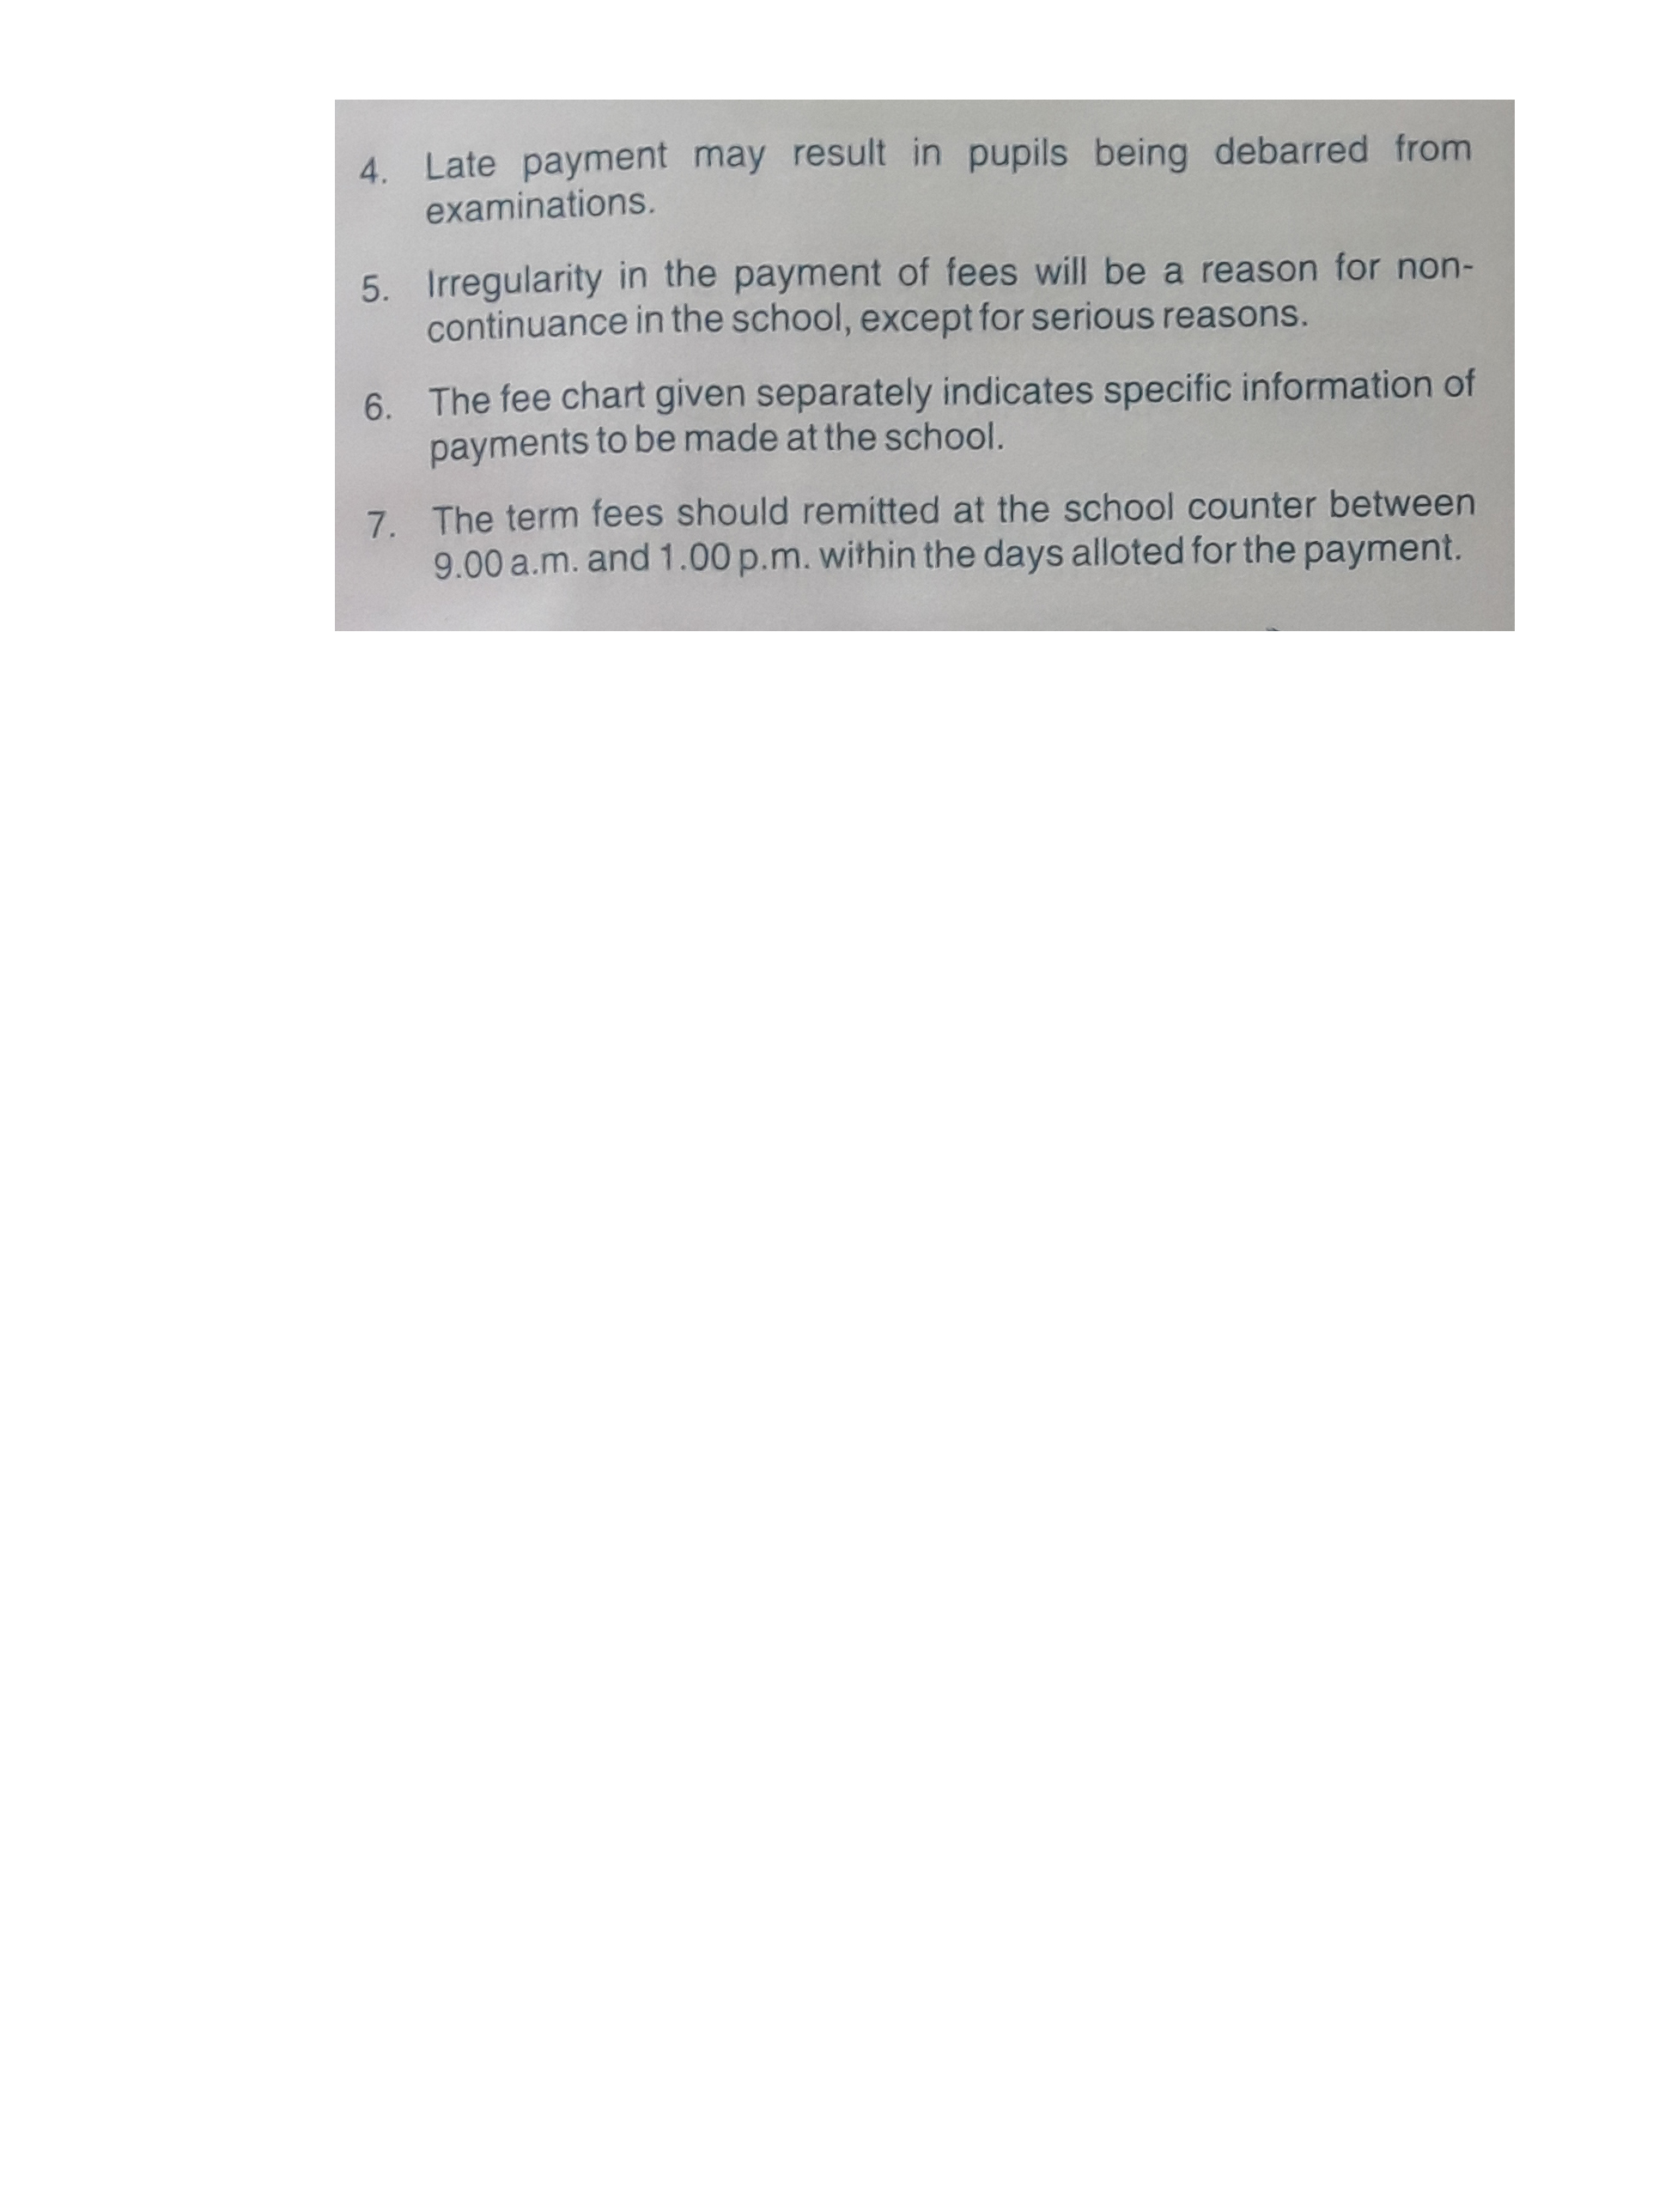 4. Late payment may result in pupils being debarred from
examinations.
5. Irregularity in the payment of fees will be a reason for non-
continuance in the school, except for serious reasons.
6. The fee chart given separately indicates specific information of
payments to be made at the school.
7. The term fees should remitted at the school counter between
9.00 a.m. and 1.00 p.m. within the days alloted for the payment.